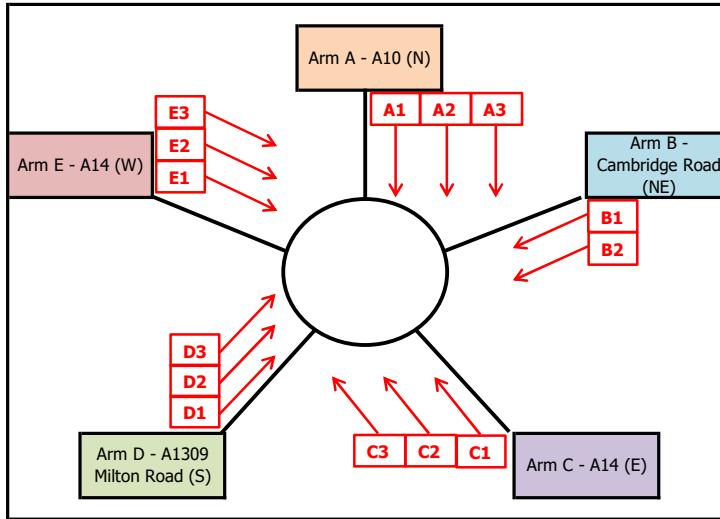 Arm A - A10 (N)
A1 A2 A3
E3
E2
E1
Arm E - A14 (W)
Arm B -
Cambridge Road
(NE)
B1
B2
D3
D2
D1
C3 C2 C1
Arm D - A1309
Milton Road (S)
Arm C - A14 (E)